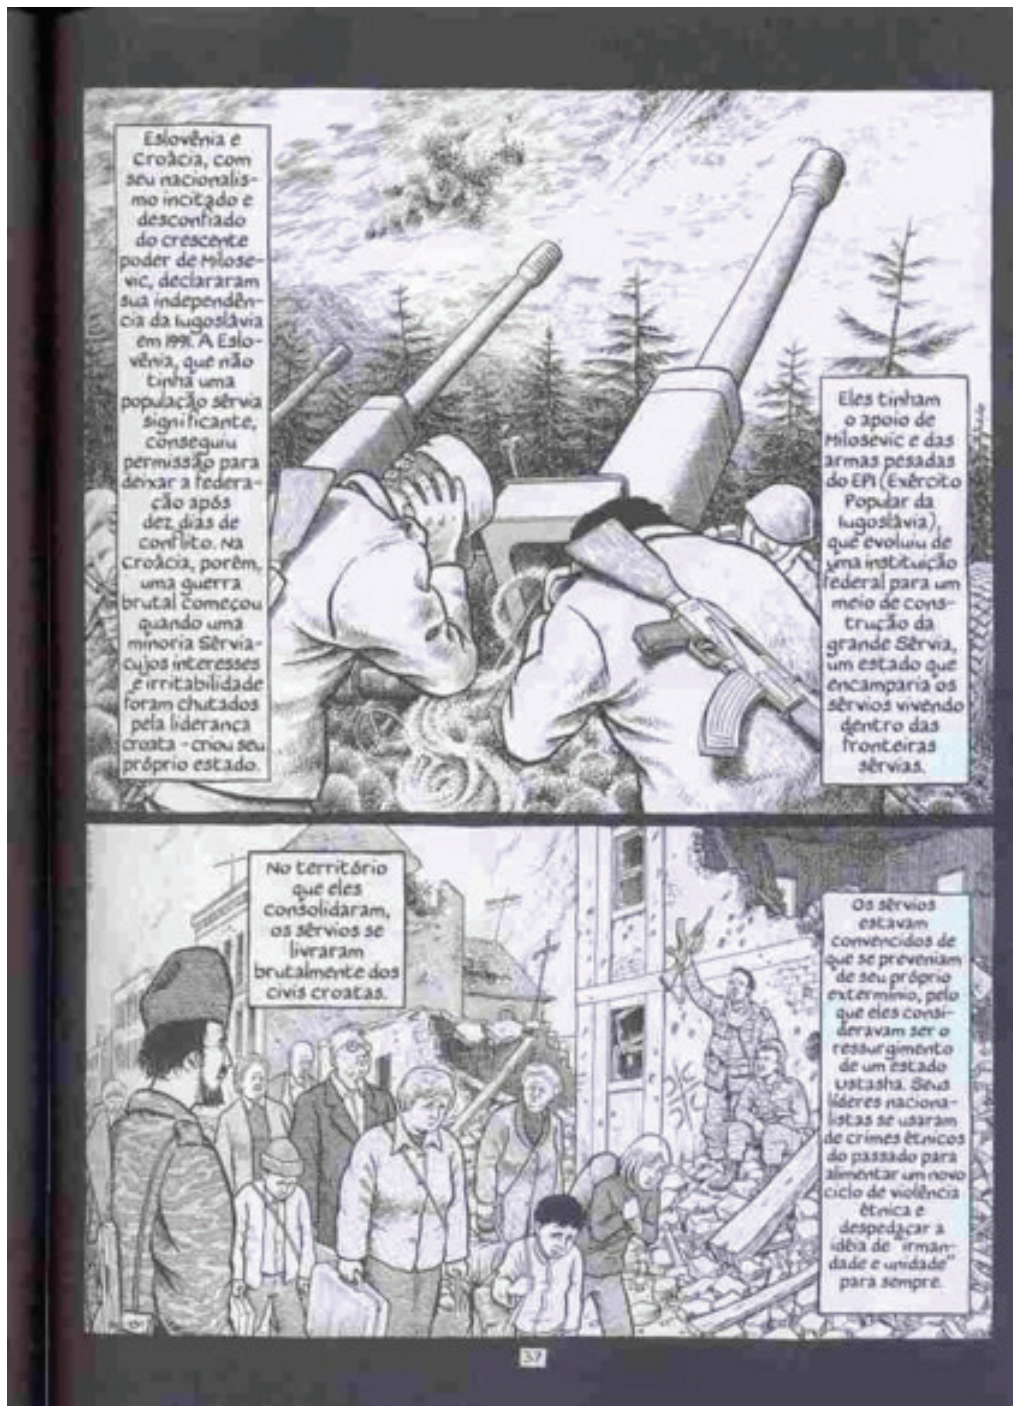 Eslovênia e
Croácia, com
seu nacionalis-
mo incitado e
desconfiado
do crescente
poder de Milose-
vic, declararam
sua independên-
cia da Iugoslávia
em 1991. A Eslo-
vênia, que não
tinha uma
população sérvia
significante,
conseguiu
permissão para
deixar a federa-
ção após
dez dias de
conflito. Na
Croácia, porém,
uma guerra
brutal começou
quando uma
minoria Sérvia-
cujos interesses
e irritabilidade
foram chutados
pela liderança
croata - criou seu
próprio estado.
Eles tinham
o apoio de
Milosevic e das
armas pesadas
do EPI (Exército
Popular da
Iugoslávia),
que evoluiu de
uma instituição
federal para um
meio de cons-
trução da
grande Sérvia,
um estado que
encamparia os
sérvios vivendo
dentro das
fronteiras
sérvias.
No território
que eles
consolidaram,
os sérvios se
livraram
brutalmente dos
civis croatas.
Os sérvios
estavam
convencidos de
que se preveniam
de seu próprio
extermínio, pelo
que eles consi-
deravam ser o
ressurgimento
de um estado
Ustasha. Seus
líderes naciona-
listas se usaram
de crimes étnicos
do passado para
alimentar um novo
ciclo de violência
étnica e
despedaçar a
idéia de "irman-
dade e unidade"
para sempre.
37